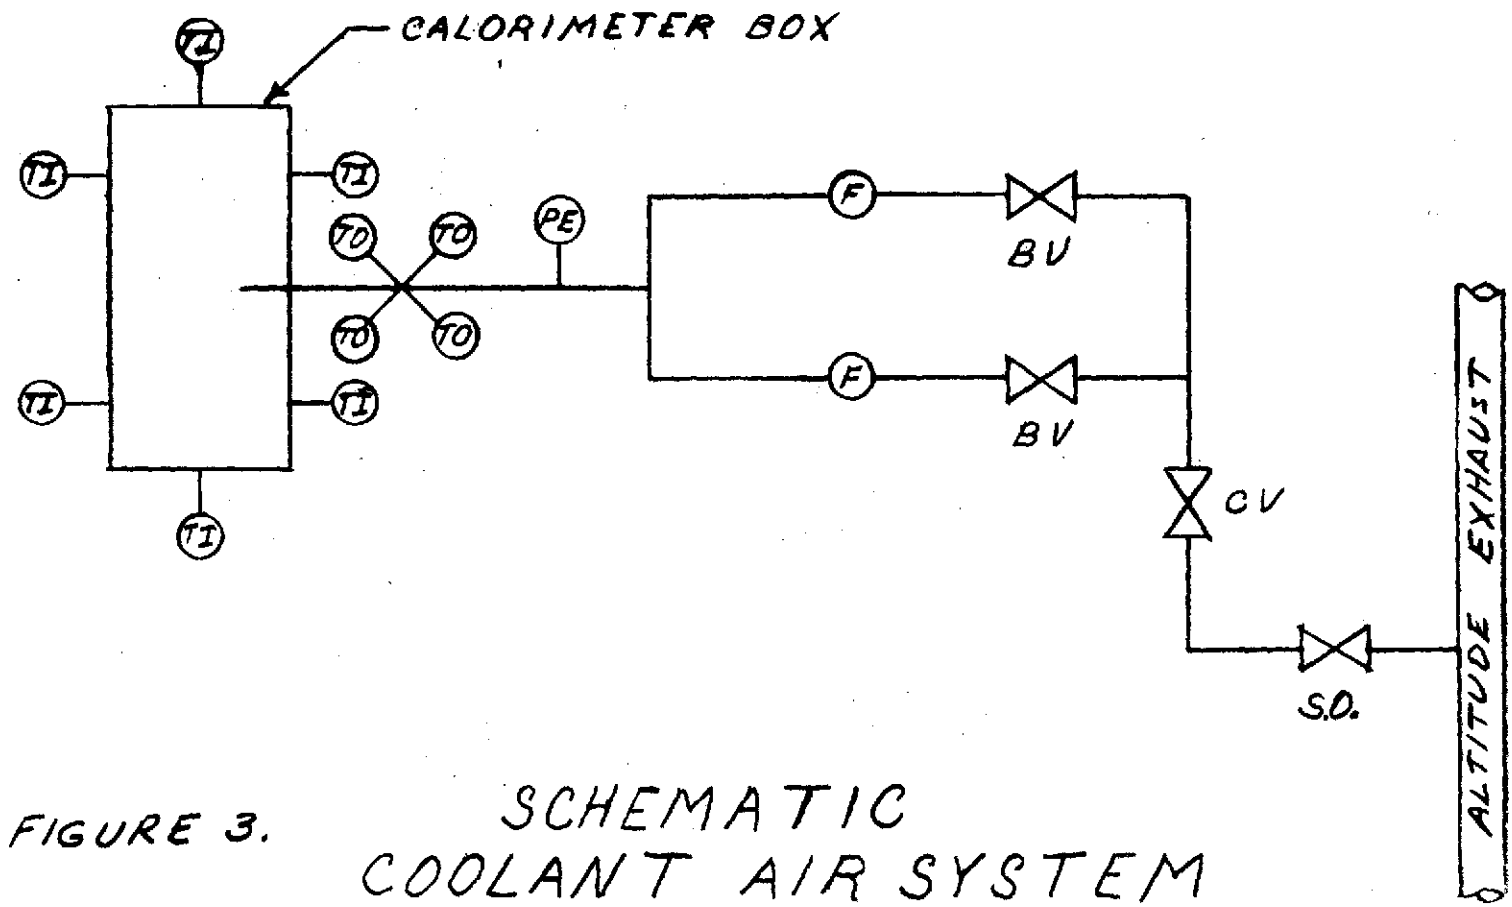 TI
CALORIMETER BOX
TI
TI
TO
TO
PE
F
BV
TO
TO
F
BV
TI
TI
TI
CV
S.O.
ALTITUDE EXHAUST
FIGURE 3.
SCHEMATIC
COOLANT AIR SYSTEM